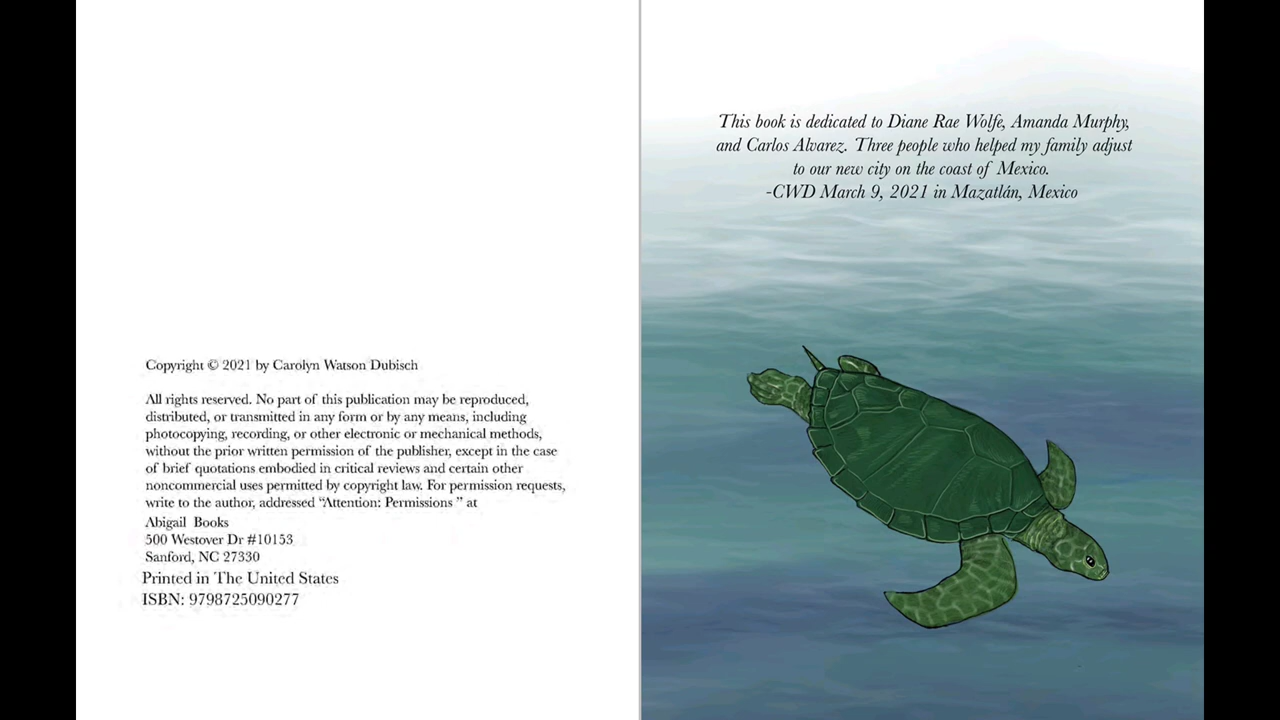 Copyright © 2021 by Carolyn Watson Dubisch
All rights reserved. No part of this publication may be reproduced,
distributed, or transmitted in any form or by any means, including
photocopying, recording, or other electronic or mechanical methods,
without the prior written permission of the publisher, except in the case
of brief quotations embodied in critical reviews and certain other
noncommercial uses permitted by copyright law. For permission requests,
write to the author, addressed “Attention: Permissions ” at
Abigail Books
500 Westover Dr #10153
Sanford, NC 27330
Printed in The United States
ISBN: 9798725090277
This book is dedicated to Diane Rae Wolfe, Amanda Murphy,
and Carlos Alvarez. Three people who helped my family adjust
to our new city on the coast of Mexico.
-CWD March 9, 2021 in Mazatlán, Mexico